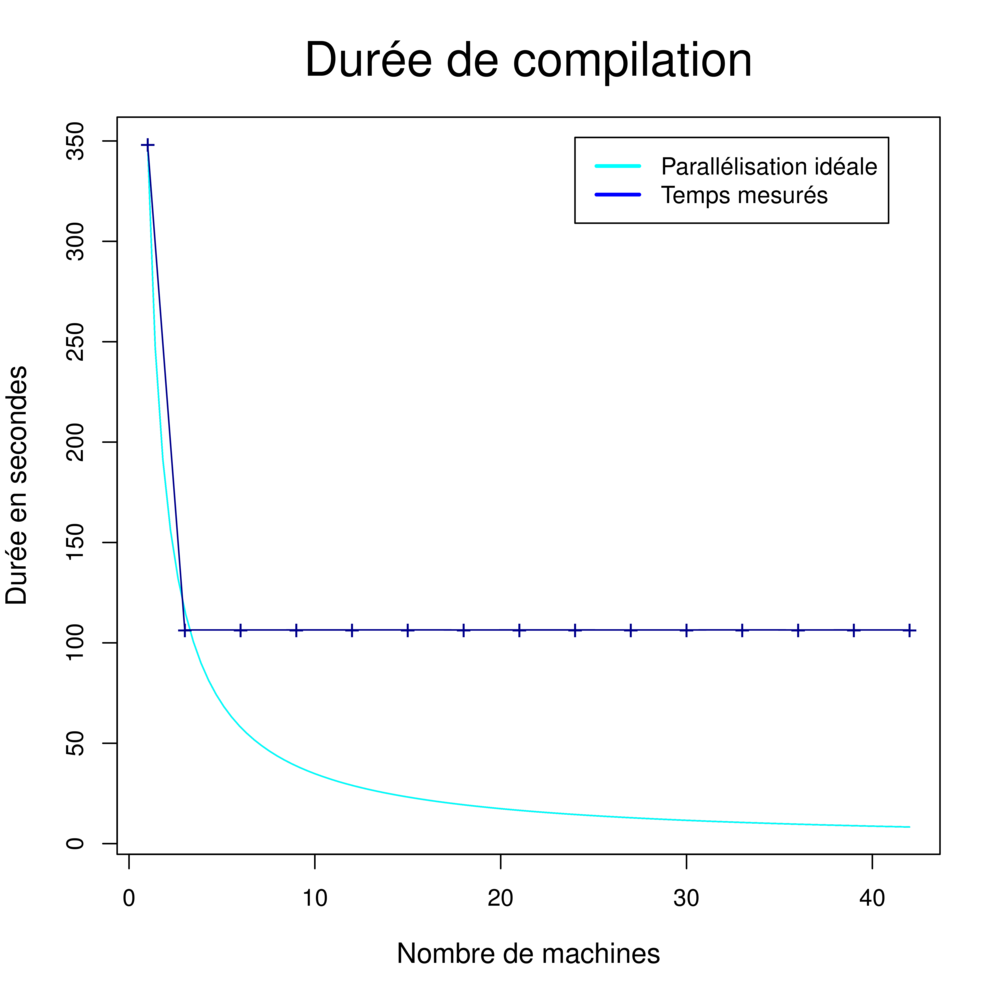 Durée de compilation
Parallélisation idéale
Temps mesurés
Durée en secondes
350
300
250
200
150
100
50
0
0 10 20 30 40
Nombre de machines